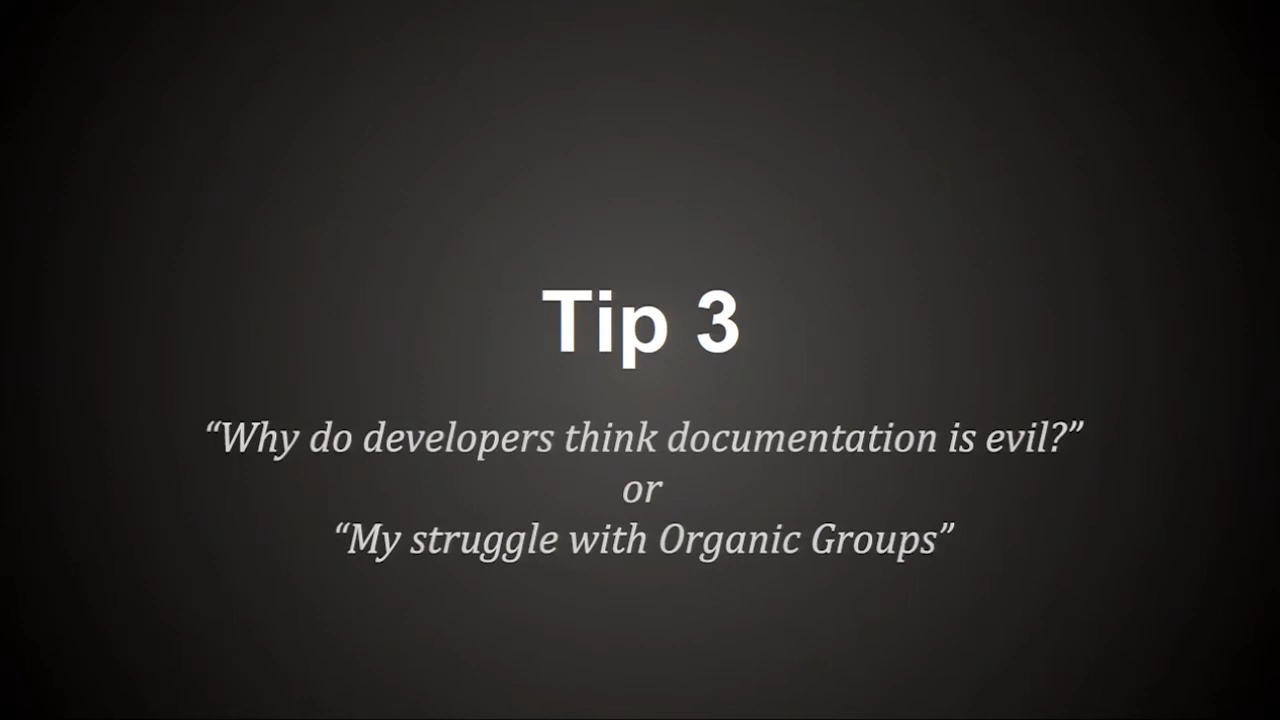 Tip 3
“Why do developers think documentation is evil?”
or
“My struggle with Organic Groups”